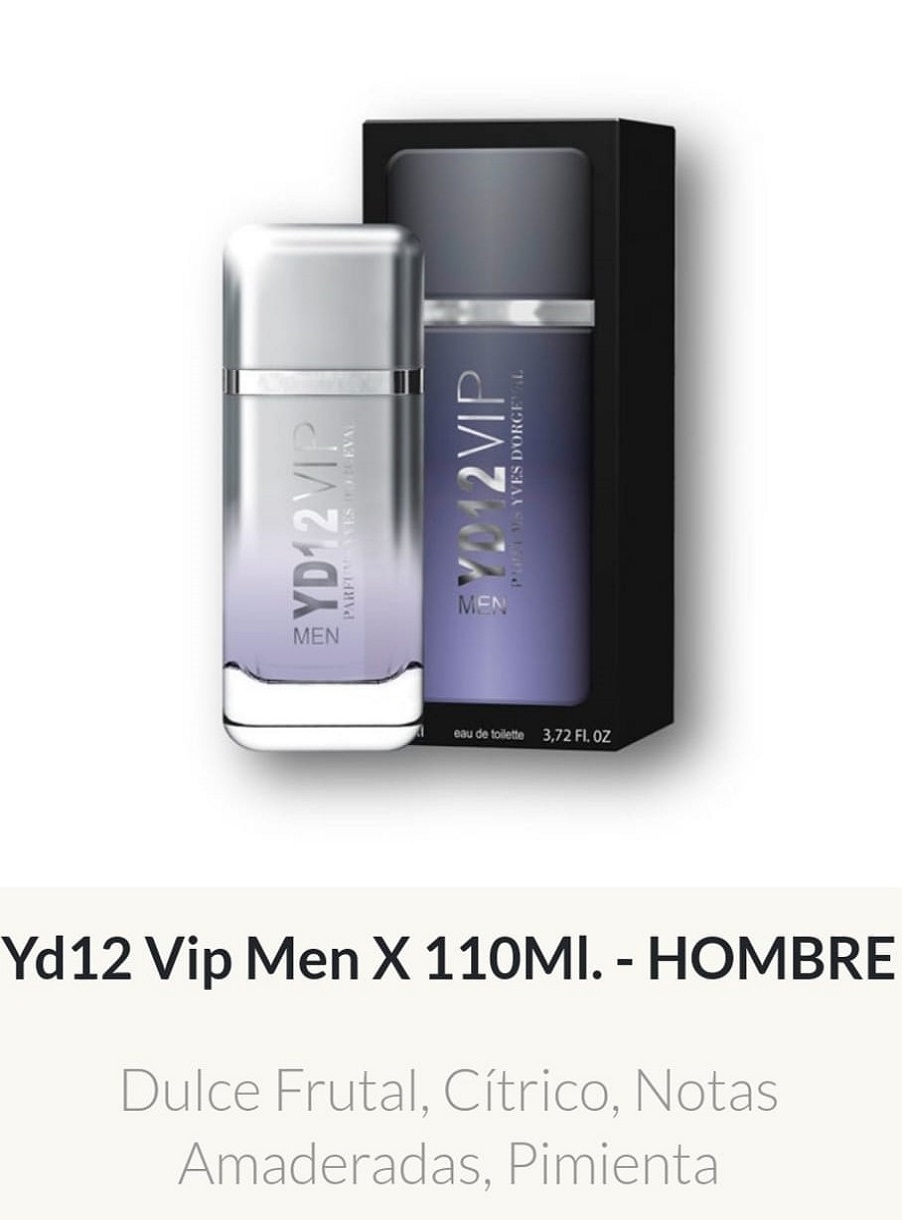 MEN YD12 VIP
MEN YD12 VIP
PARFUMS YVES D'ORGEVAL
eau de toilette 3,72 Fl. OZ
Yd12 Vip Men X 110Ml. - HOMBRE
Dulce Frutal, Cítrico, Notas
Amaderadas, Pimienta